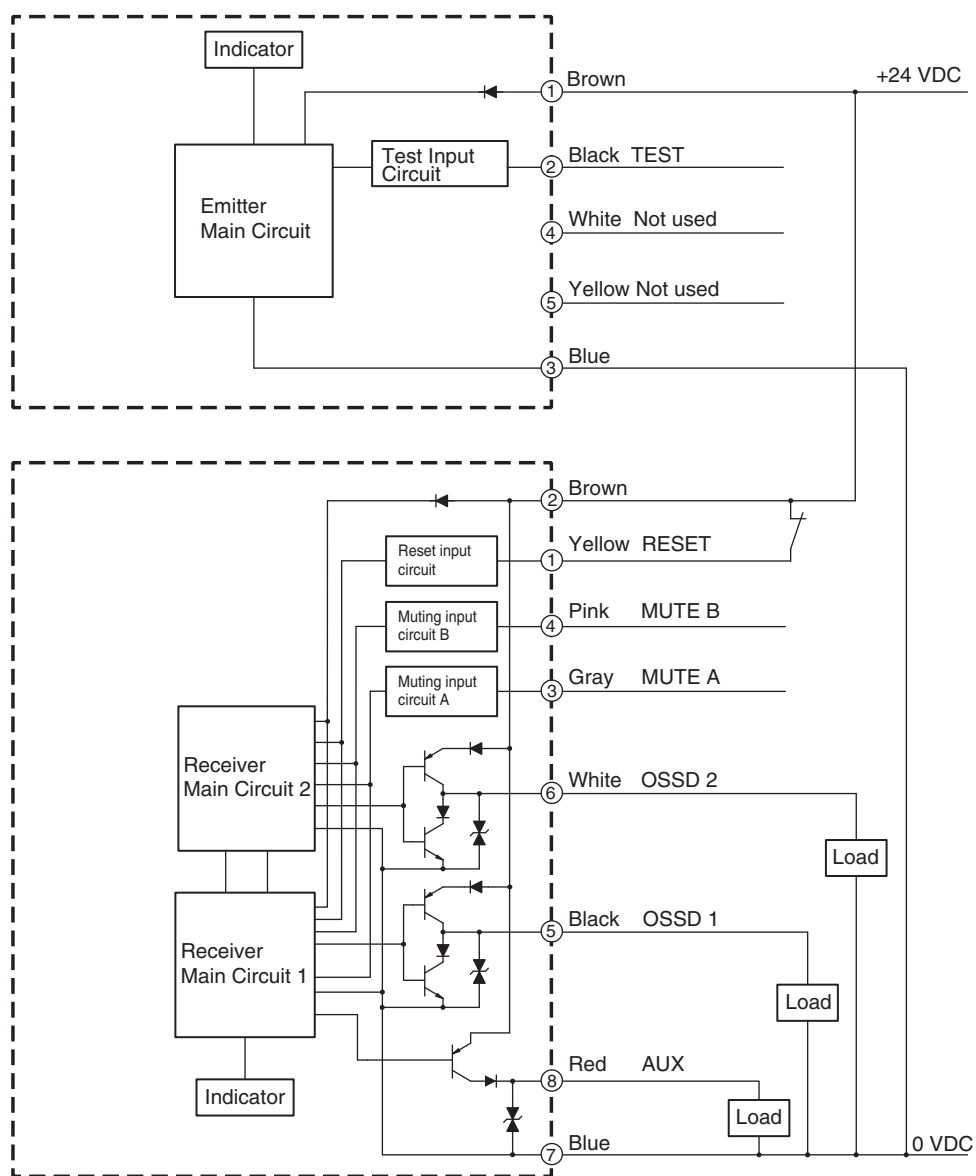 Indicator
① Brown
+24 VDC
Test Input
Circuit
② Black TEST
Emitter
Main Circuit
④ White Not used
⑤ Yellow Not used
③ Blue
② Brown
Reset input
circuit
① Yellow RESET
Muting input
circuit B
④ Pink MUTE B
Muting input
circuit A
③ Gray MUTE A
Receiver
Main Circuit 2
⑥ White OSSD 2
Load
Receiver
Main Circuit 1
⑤ Black OSSD 1
Load
Indicator
⑧ Red AUX
Load
⑦ Blue
0 VDC